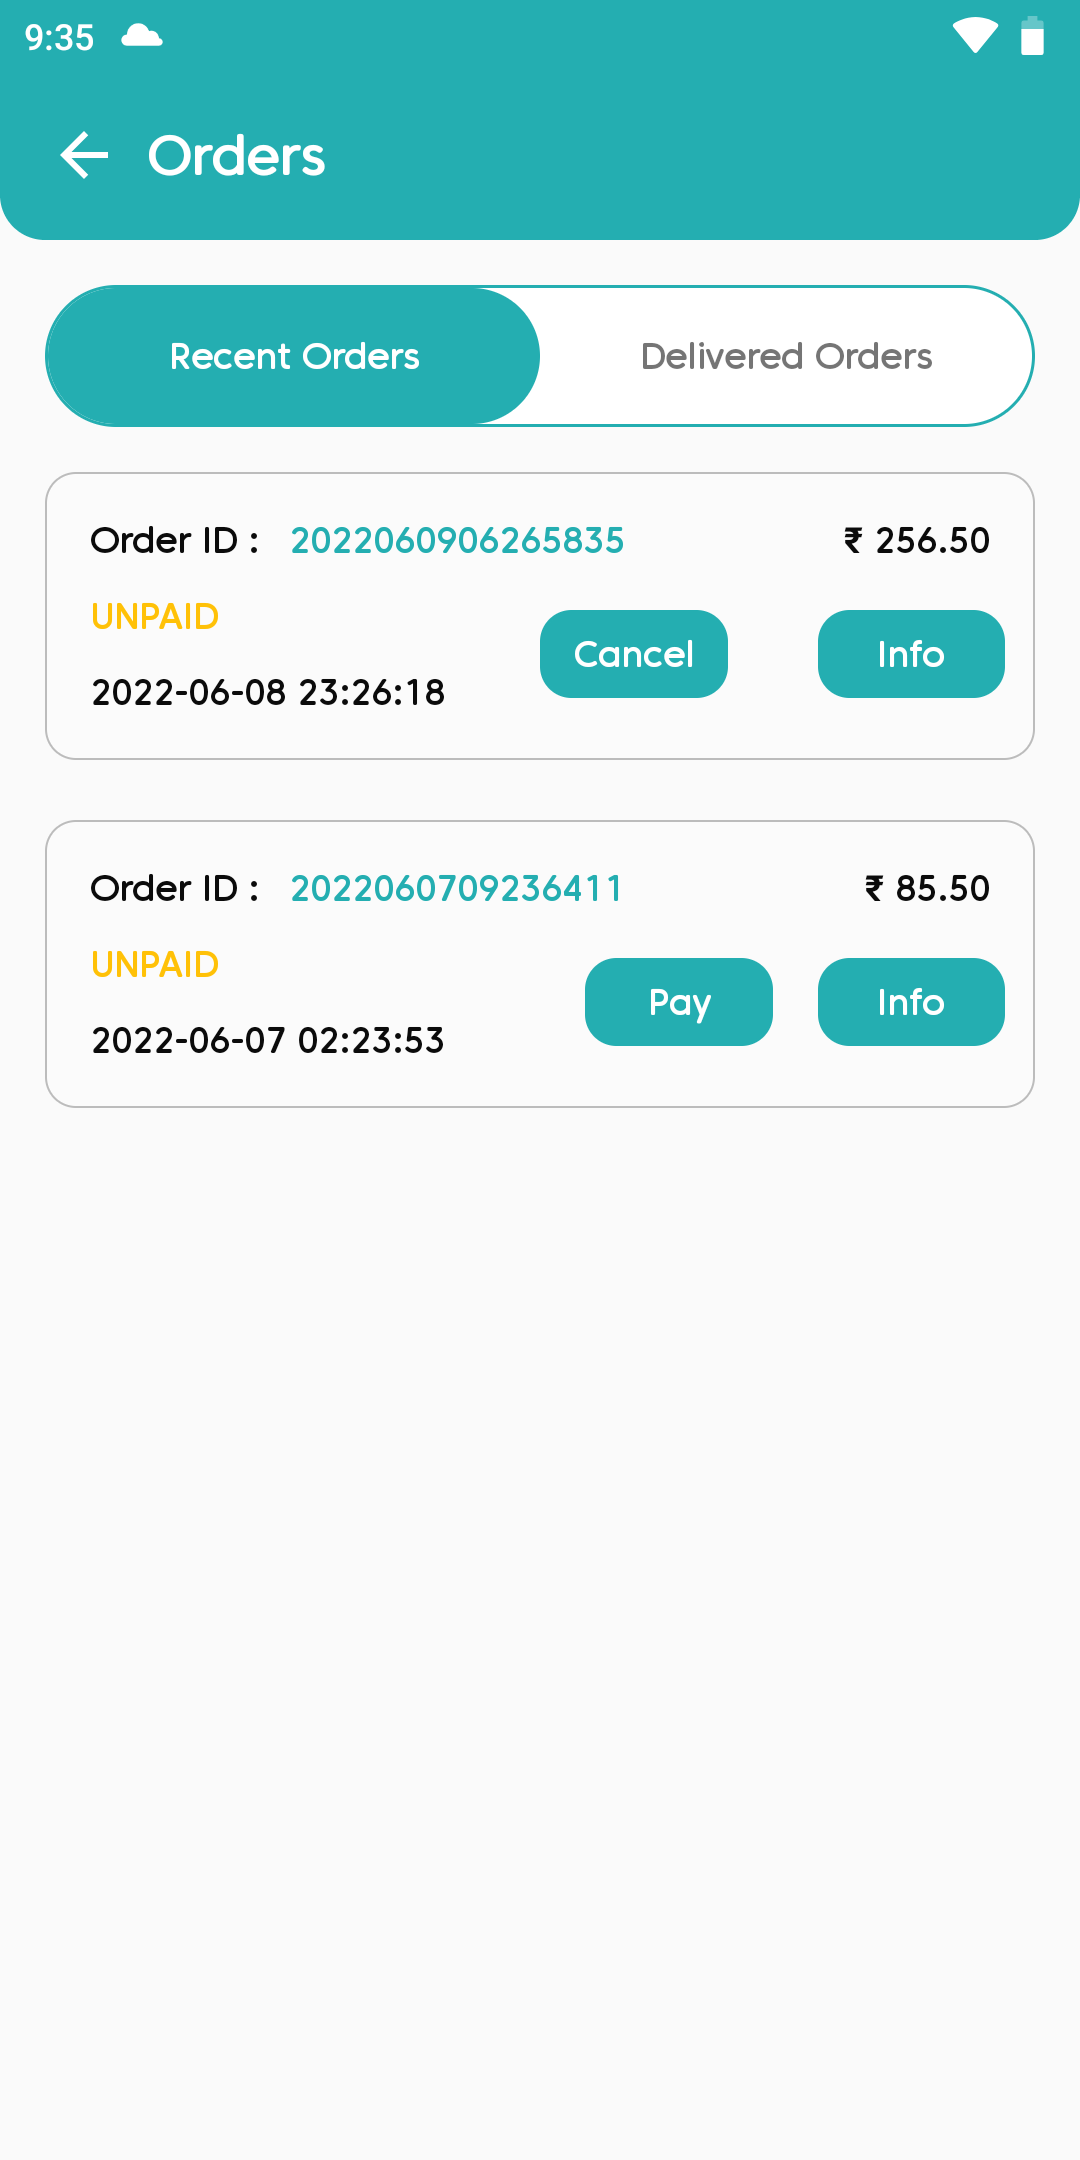 9:35
Orders
Recent Orders
Delivered Orders
Order ID : 2022060906265835 ₹ 256.50
UNPAID
Cancel Info
2022-06-08 23:26:18
Order ID : 2022060709236411 ₹ 85.50
UNPAID
Pay Info
2022-06-07 02:23:53